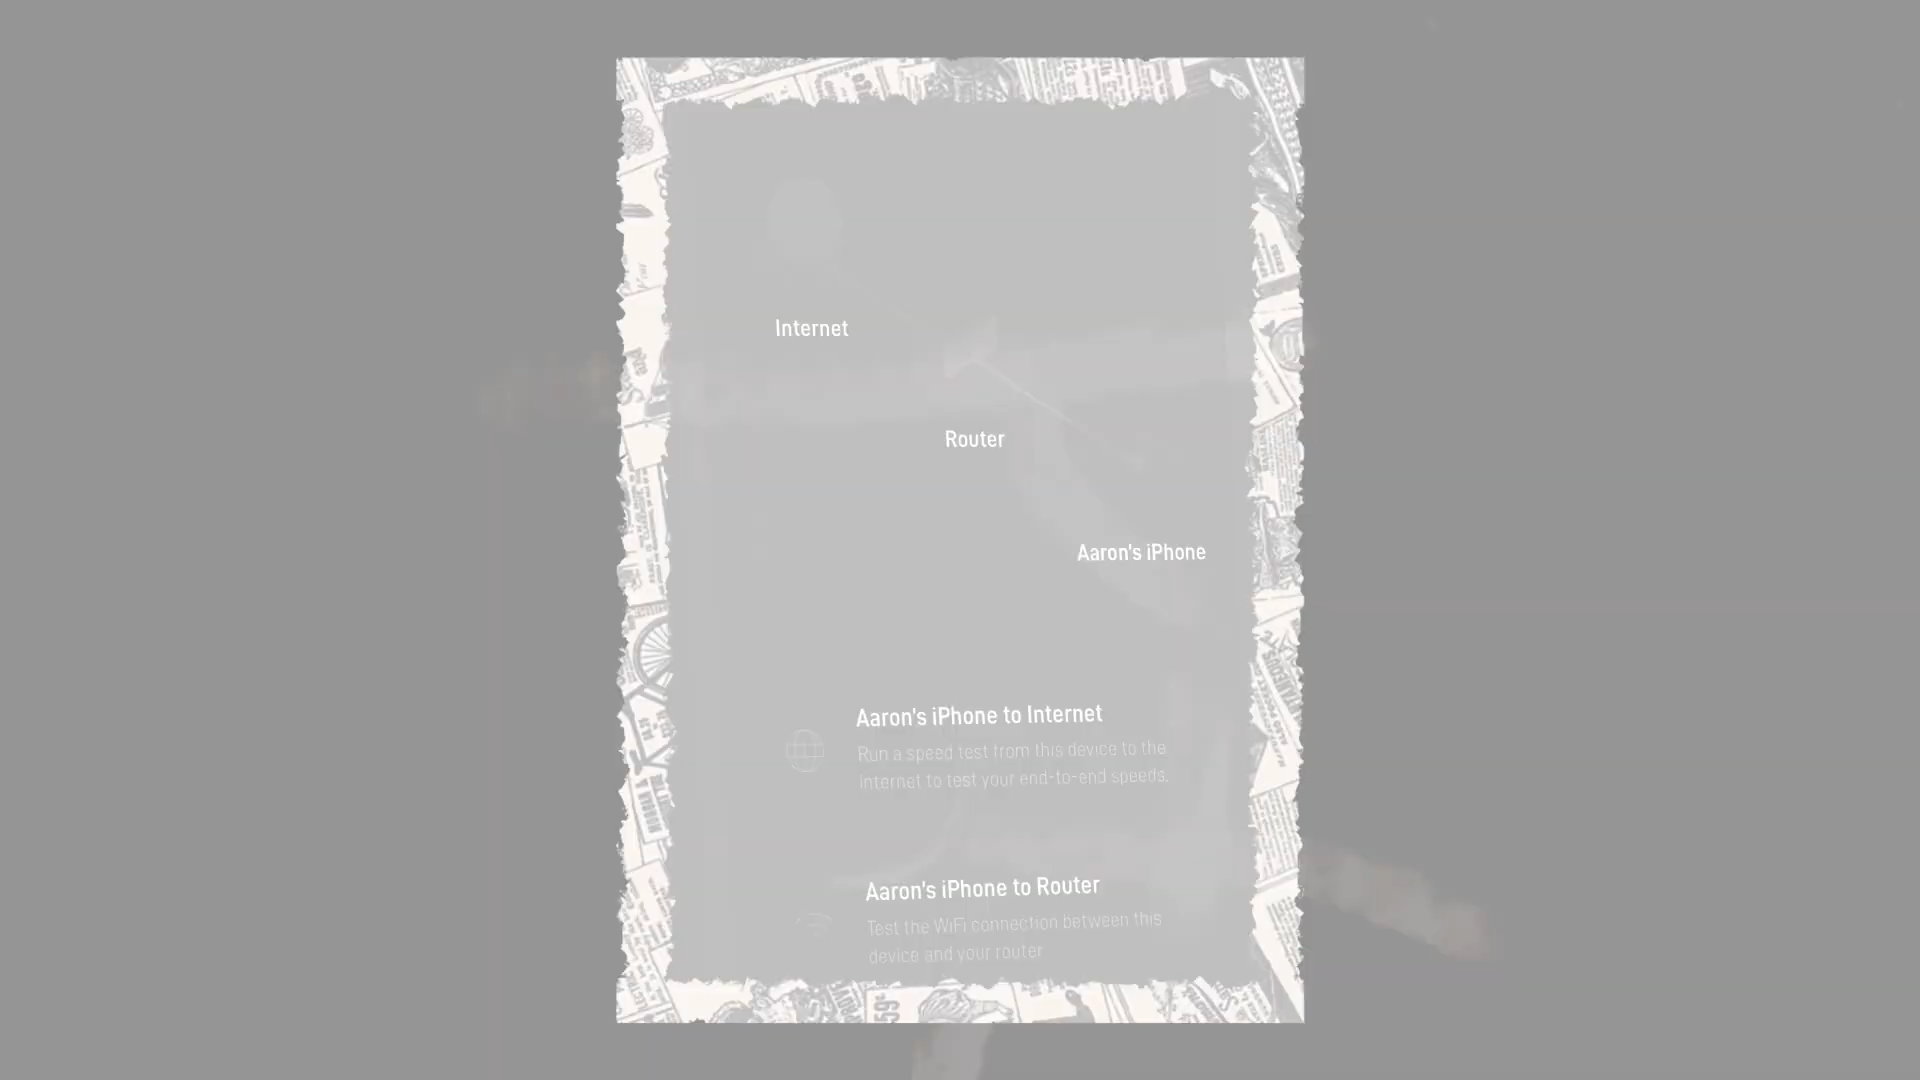 Internet
Router
Aaron's iPhone
Aaron's iPhone to Internet
Run a speed test from this device to the
internet to test your end-to-end speeds.
Aaron's iPhone to Router
Test the WiFi connection between this
device and your router